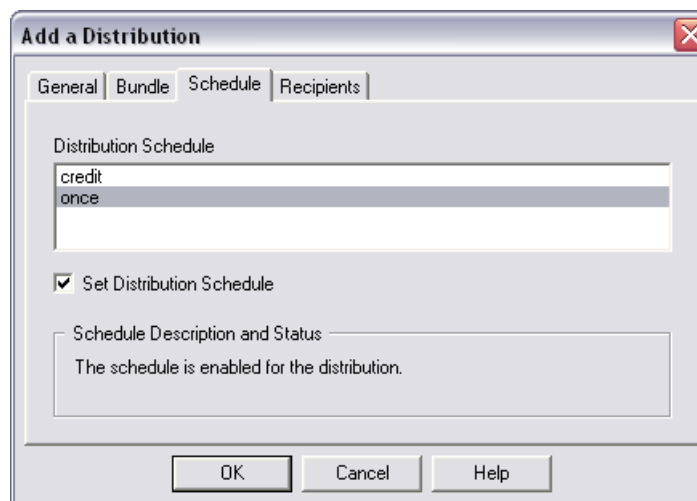 Add a Distribution
General Bundle Schedule Recipients
Distribution Schedule
credit
once
Set Distribution Schedule
Schedule Description and Status
The schedule is enabled for the distribution.
OK Cancel Help